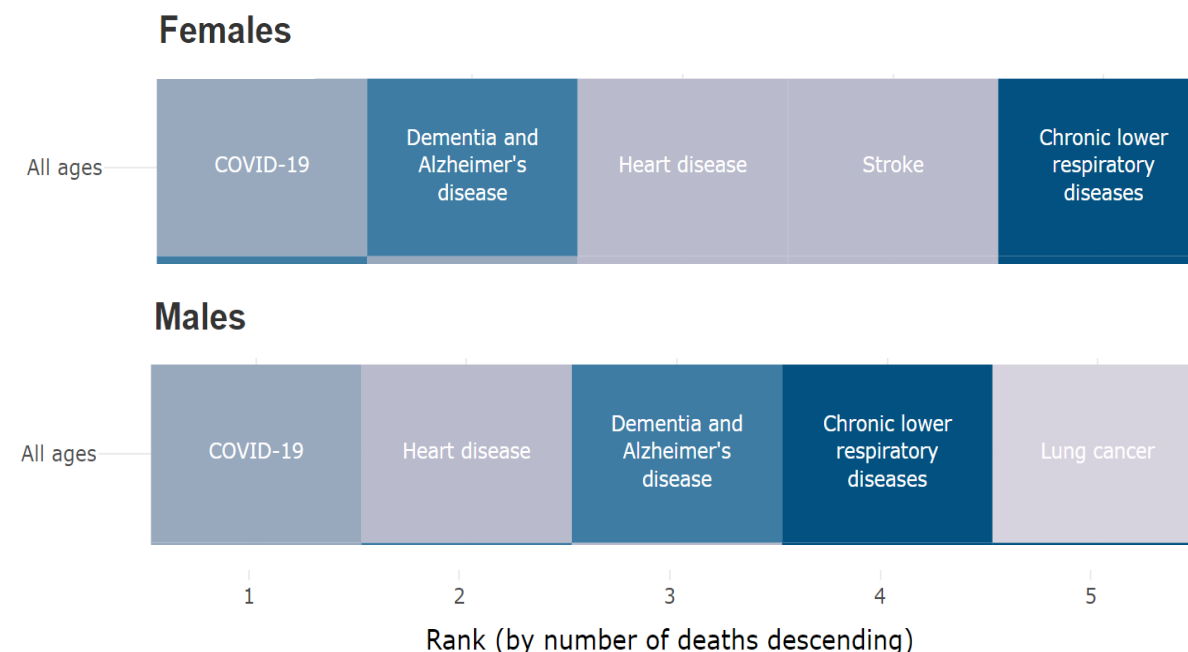 Females
All ages
COVID-19
Dementia and
Alzheimer's
disease
Heart disease
Stroke
Chronic lower
respiratory
diseases
Males
All ages
COVID-19
Heart disease
Dementia and
Alzheimer's
disease
Chronic lower
respiratory
diseases
Lung cancer
1
2
3
4
5
Rank (by number of deaths descending)